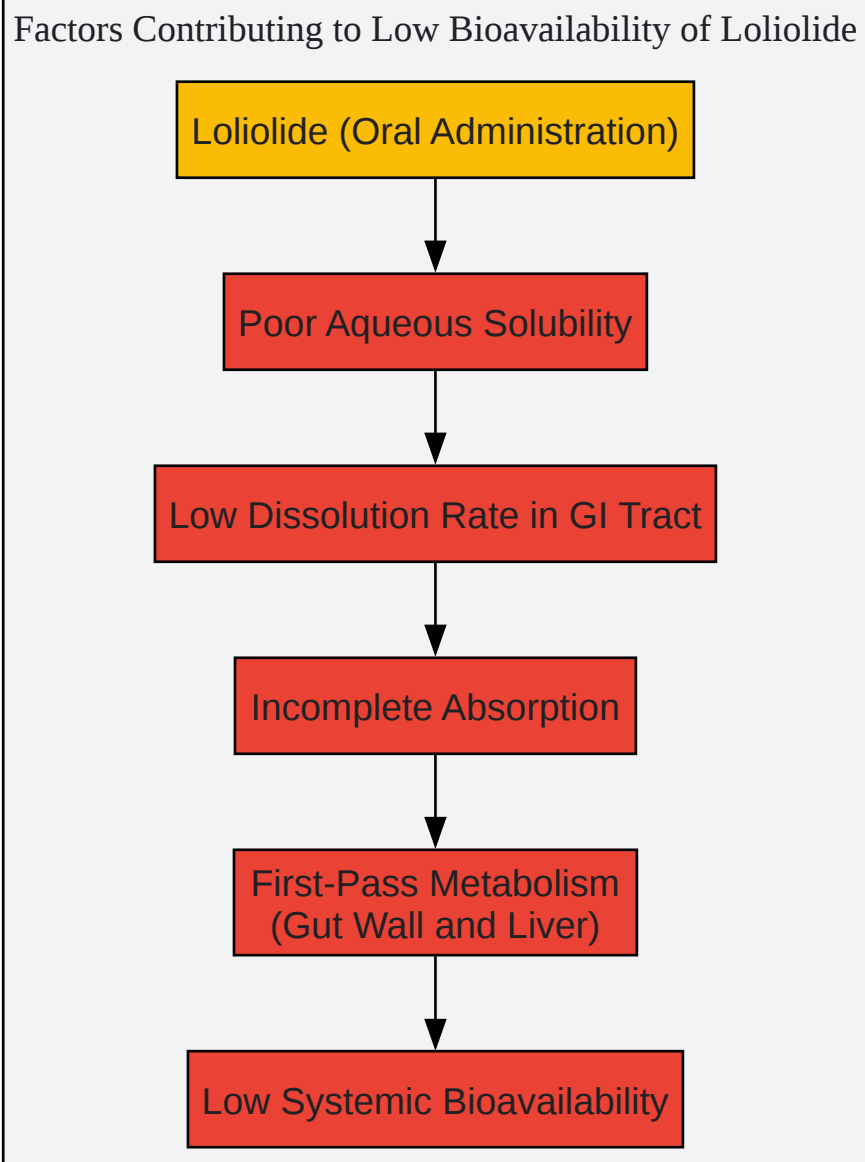 Factors Contributing to Low Bioavailability of Loliolide
Loliolide (Oral Administration)
Poor Aqueous Solubility
Low Dissolution Rate in GI Tract
Incomplete Absorption
First-Pass Metabolism
(Gut Wall and Liver)
Low Systemic Bioavailability